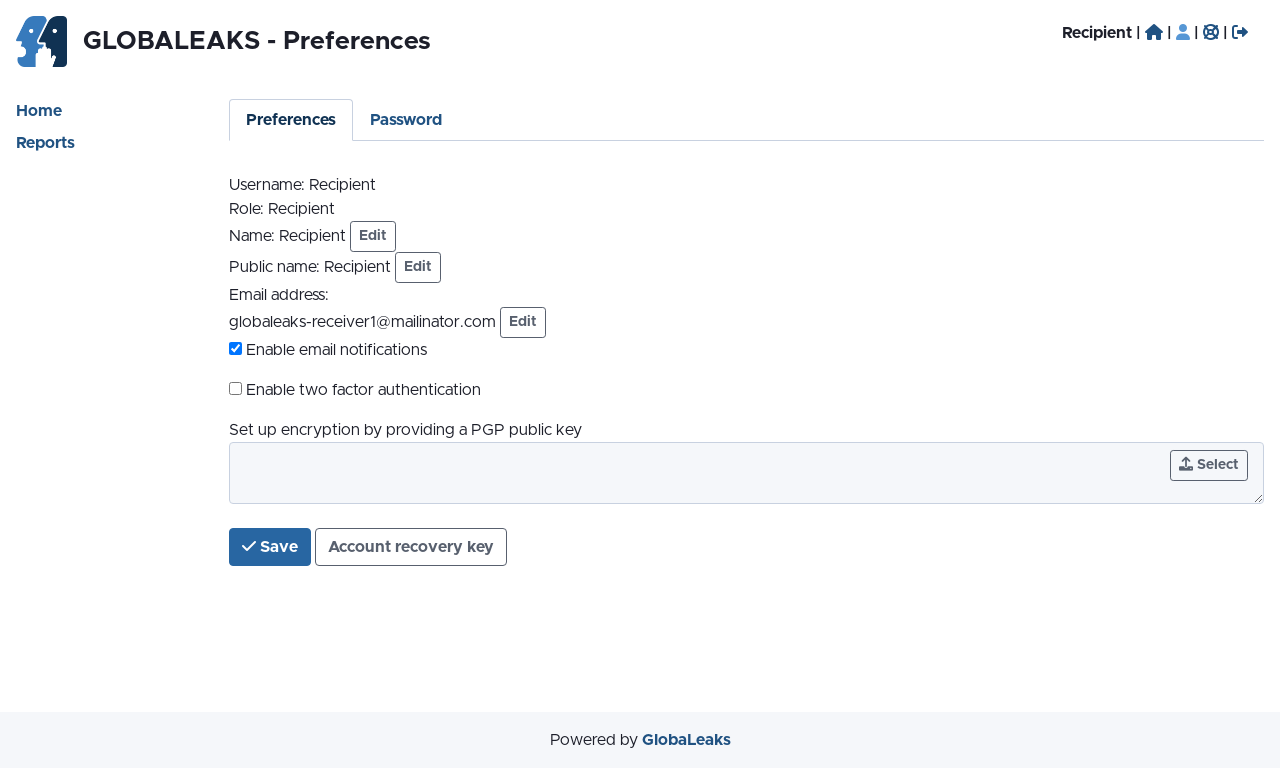 GLOBALEAKS - Preferences
Recipient | | | |
Home
Reports
Preferences
Password
Username: Recipient
Role: Recipient
Name: Recipient Edit
Public name: Recipient Edit
Email address:
globaleaks-receiver1@mailinator.com Edit
Enable email notifications
Enable two factor authentication
Set up encryption by providing a PGP public key
Select
Save
Account recovery key
Powered by GlobaLeaks